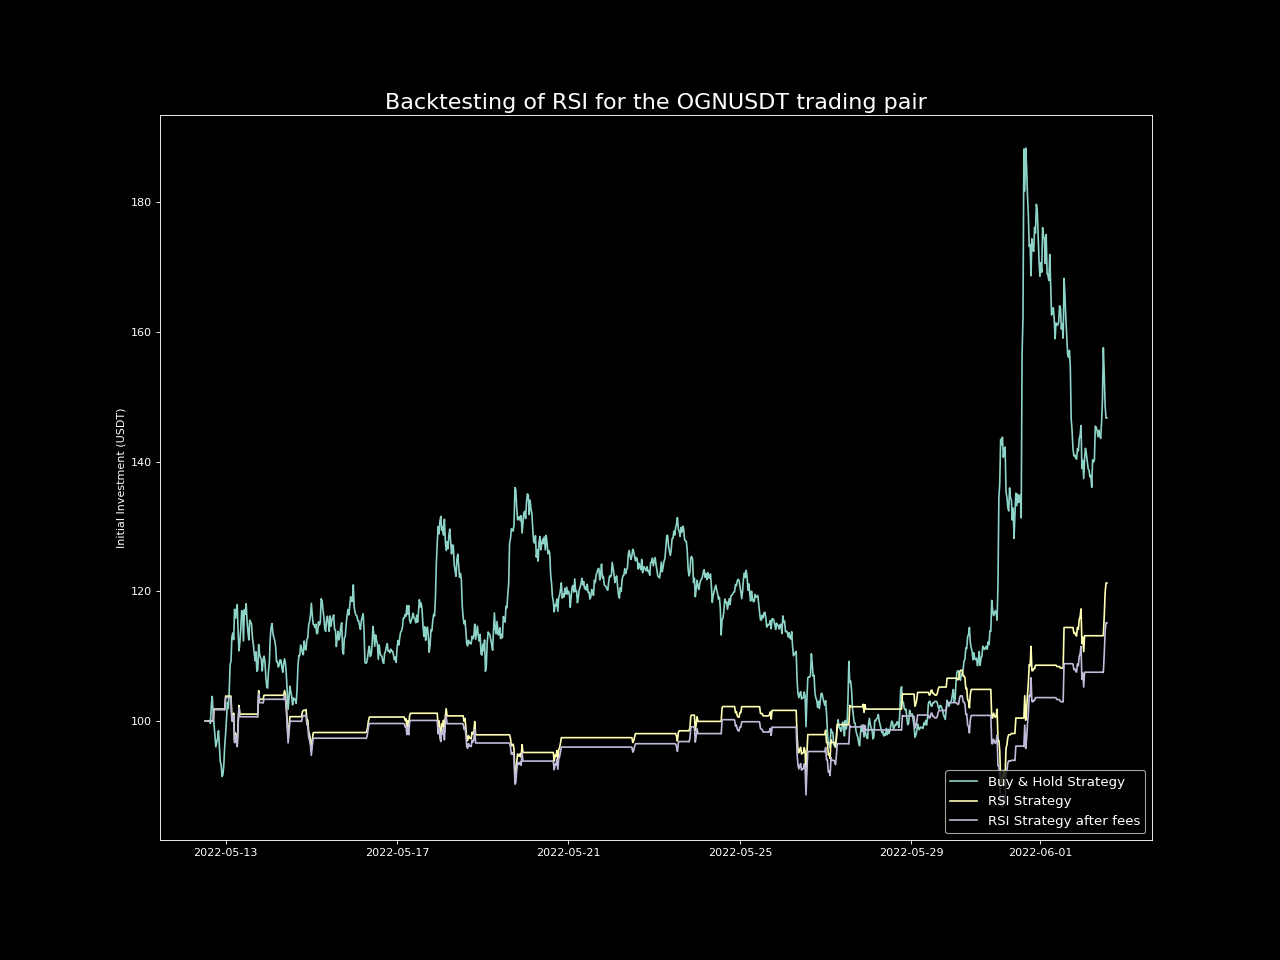 Backtesting of RSI for the OGNUSDT trading pair
Initial Investment (USDT)
180
160
140
120
100
2022-05-13
2022-05-17
2022-05-21
2022-05-25
2022-05-29
2022-06-01
Buy & Hold Strategy
RSI Strategy
RSI Strategy after fees